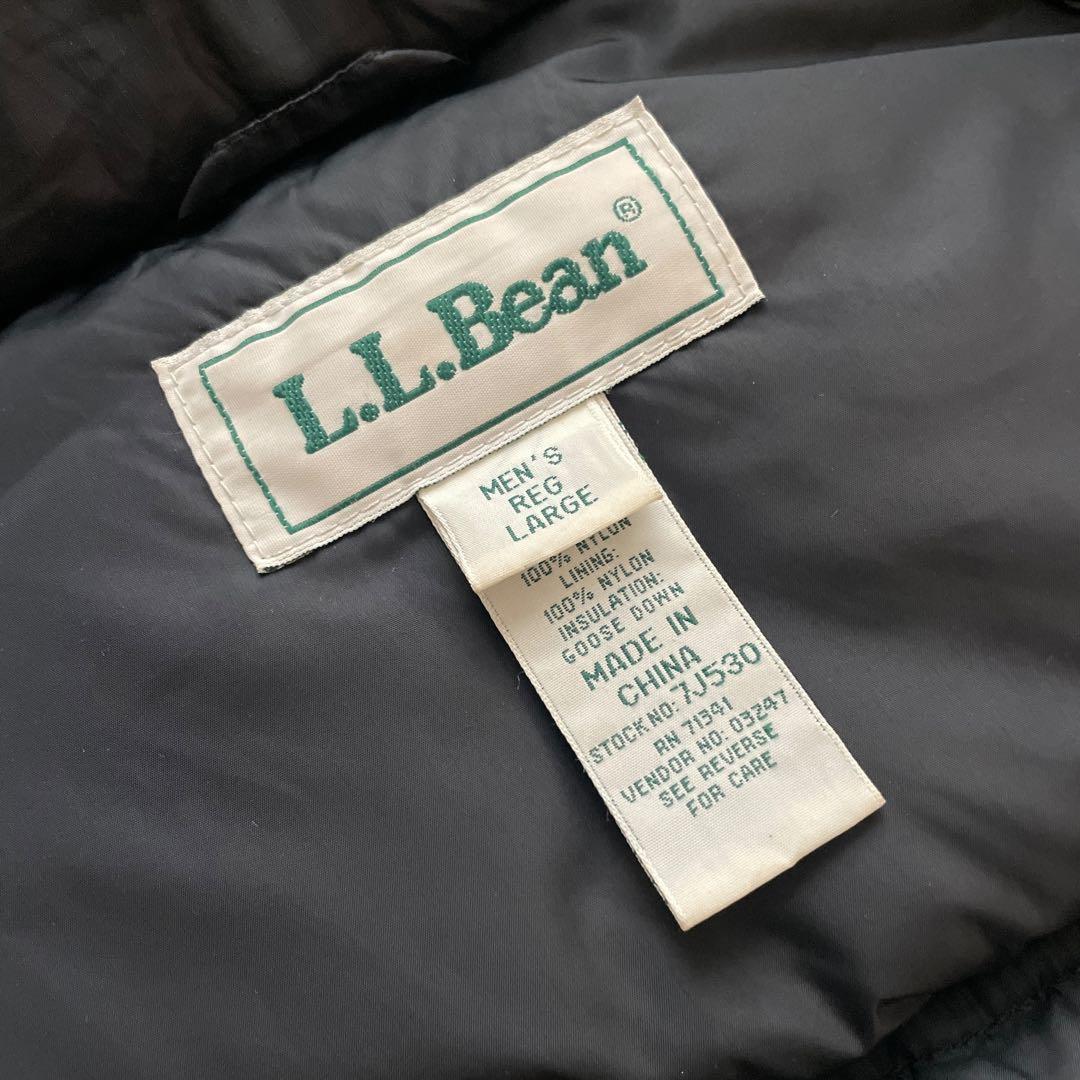 L.L.Bean®
MEN'S
REG
LARGE
100% NYLON
LINING:
100% NYLON
INSULATION:
GOOSE DOWN
MADE IN
CHINA
STOCK NO: 7J530
RN 71341
VENDOR NO: 03247
SEE REVERSE
FOR CARE